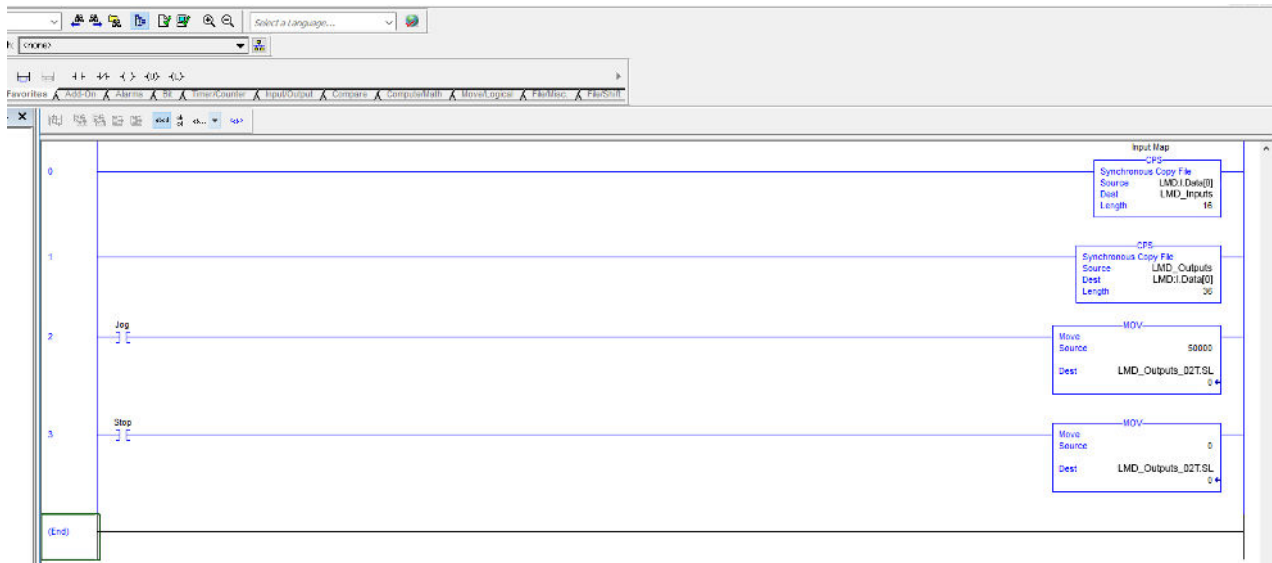 Select a Language...
<none>
Favorites Add-On Alarms Bit Timer/Counter Input/Output Compare Compute/Math Move/Logical File/Misc. File/Shift
Input Map
0
CPS
Synchronous Copy File
Source LMD:I.Data[0]
Dest LMD_Inputs
Length 16
1
CPS
Synchronous Copy File
Source LMD_Outputs
Dest LMD:I.Data[0]
Length 36
2
Jog
MOV
Move
Source 50000
Dest LMD_Outputs_02T.SL
0
3
Stop
MOV
Move
Source 0
Dest LMD_Outputs_02T.SL
0
(End)